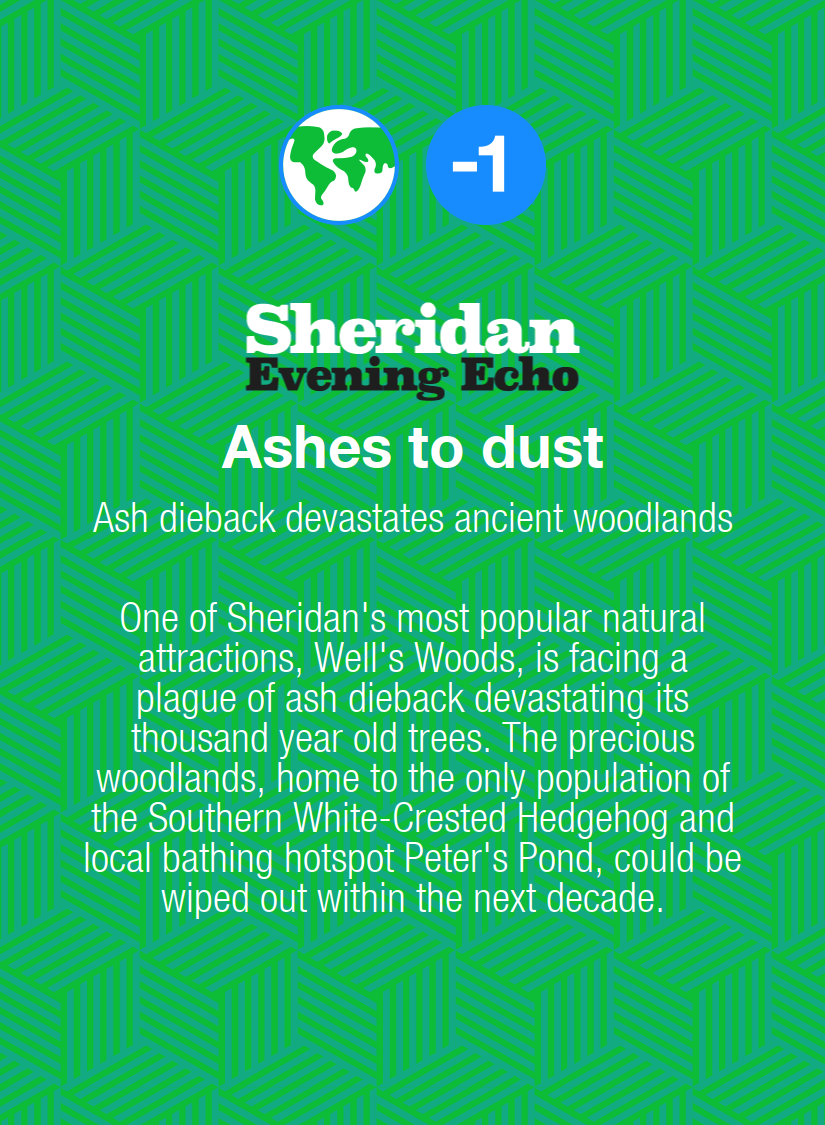 -1
Sheridan
Evening Echo
Ashes to dust
Ash dieback devastates ancient woodlands
One of Sheridan's most popular natural
attractions, Well's Woods, is facing a
plague of ash dieback devastating its
thousand year old trees. The precious
woodlands, home to the only population of
the Southern White-Crested Hedgehog and
local bathing hotspot Peter's Pond, could be
wiped out within the next decade.